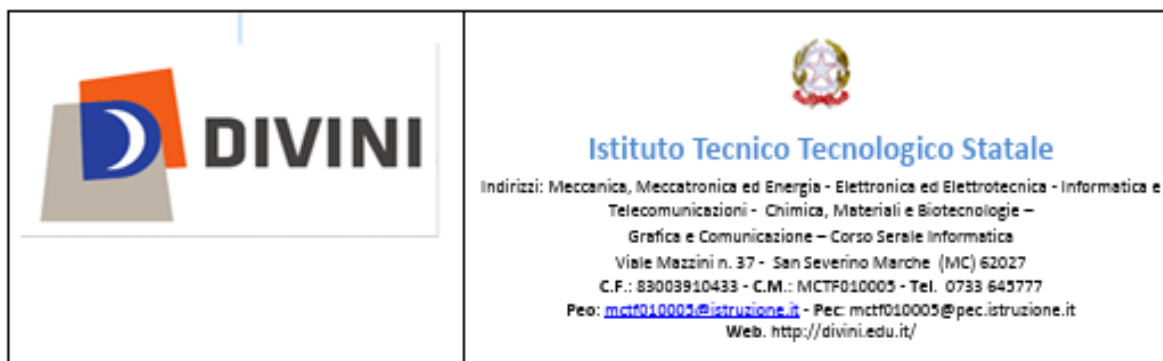 DIVINI
Istituto Tecnico Tecnologico Statale
Indirizzi: Meccanica, Meccatronica ed Energia - Elettronica ed Elettrotecnica - Informatica e
Telecomunicazioni - Chimica, Materiali e Biotecnologie –
Grafica e Comunicazione – Corso Serale Informatica
Viale Mazzini n. 37 - San Severino Marche (MC) 62027
C.F.: 83003910433 - C.M.: MCTF010005 - Tel. 0733 645777
Peo: mctf010005@istruzione.it - Pec: mctf010005@pec.istruzione.it
Web. http://divini.edu.it/